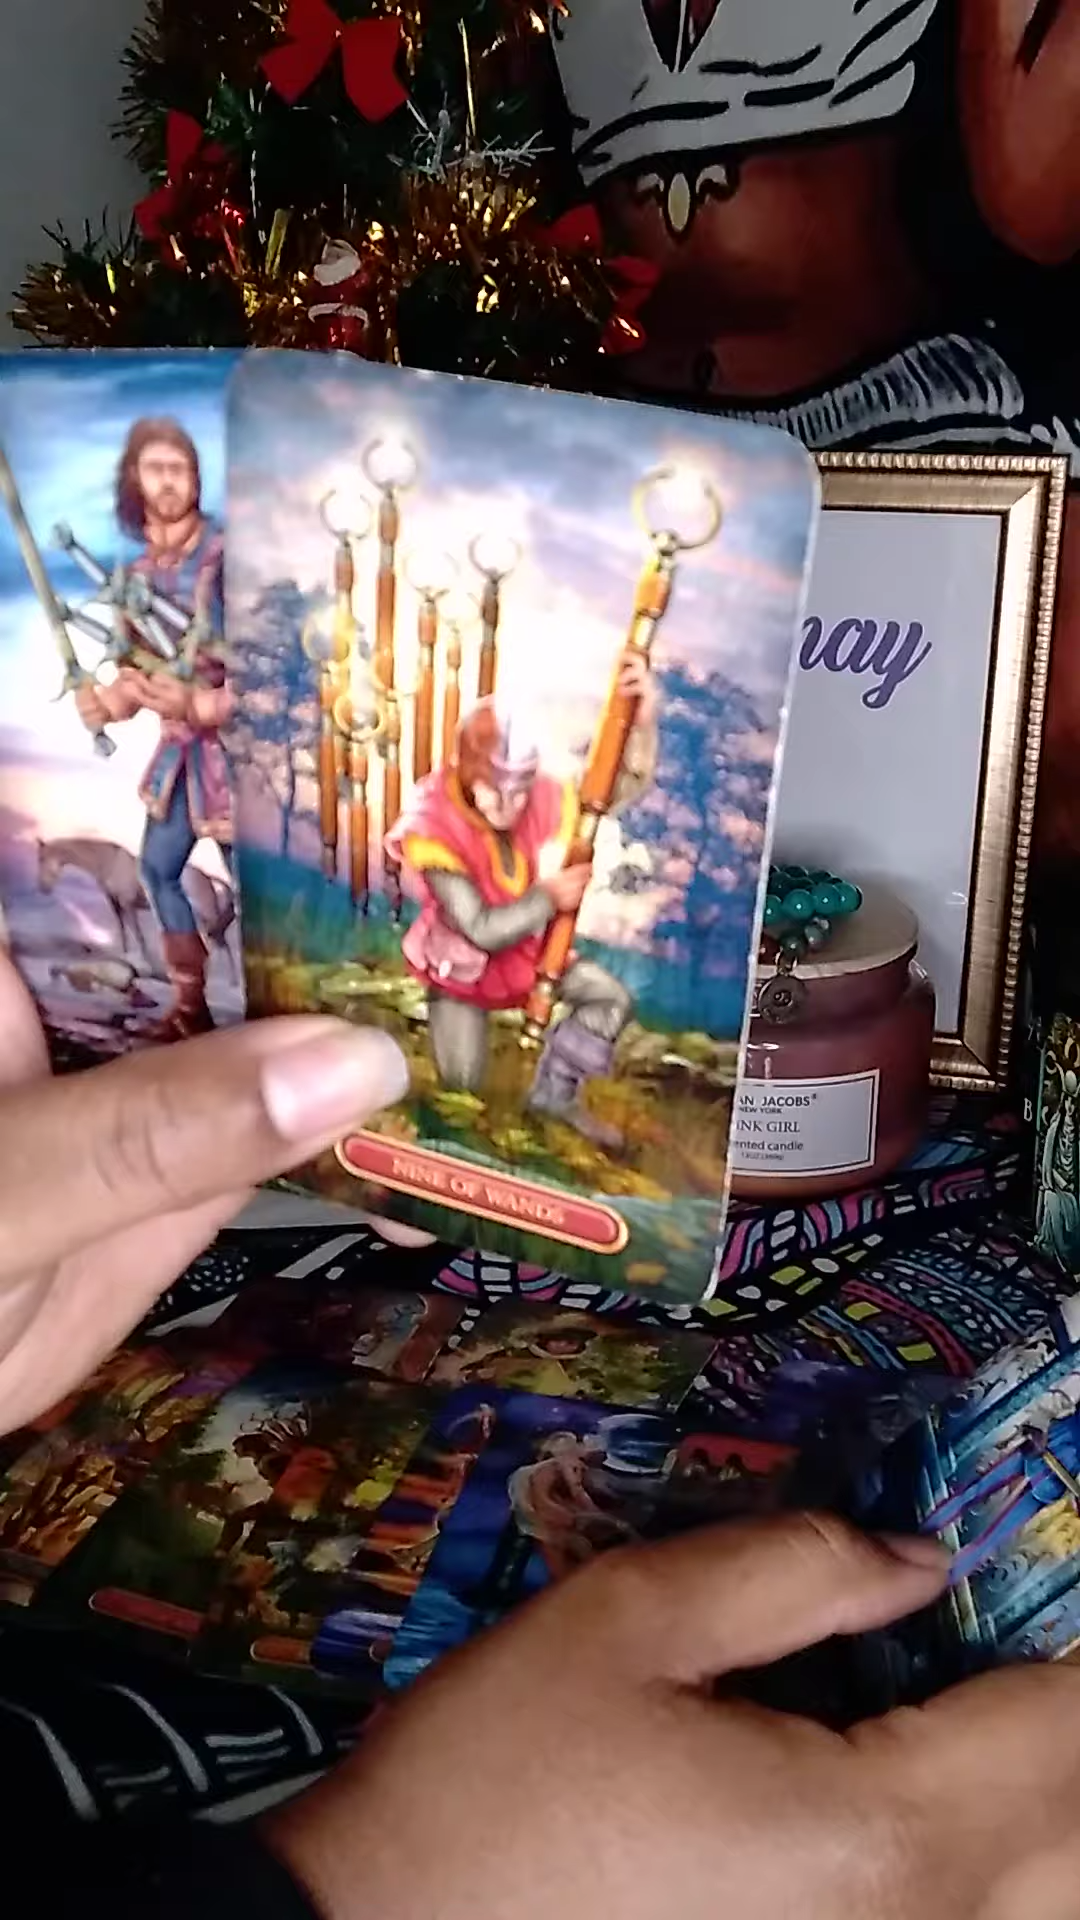 nay
AN JACOBS®
NEW YORK
INK GIRL
ented candle
NINE OF WANDS
B